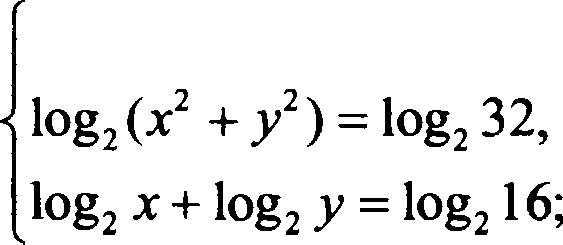 log₂(x² + y²) = log₂ 32,
log₂ x + log₂ y = log₂ 16;